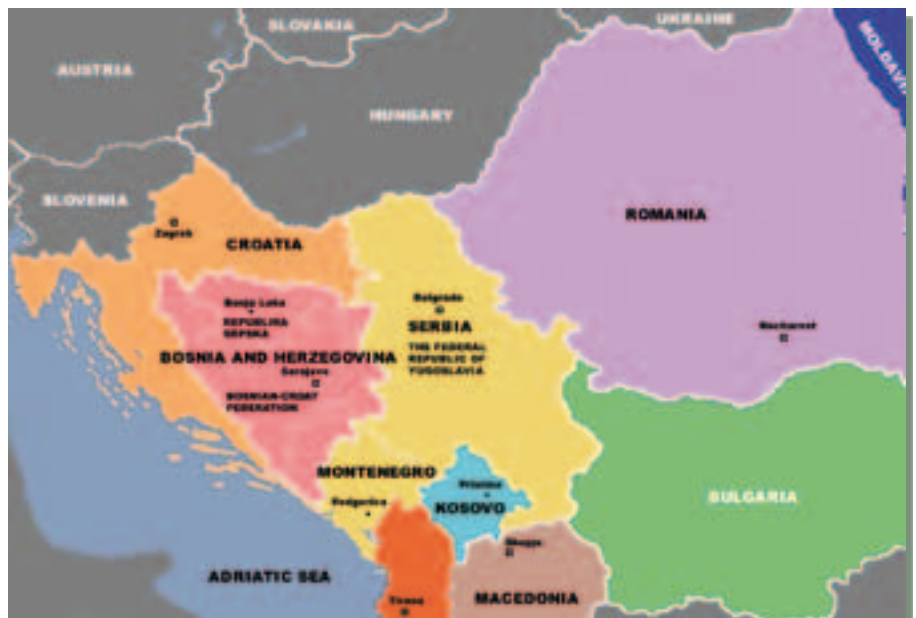 SLOVAKIA
UKRAINE
MOLDAVIA
AUSTRIA
HUNGARY
SLOVENIA
ROMANIA
Zagreb
CROATIA
Banja Luka
Belgrade
REPUBLIKA
SRPSKA
SERBIA
Bucharest
THE FEDERAL
REPUBLIC OF
YUGOSLAVIA
BOSNIA AND HERZEGOVINA
Sarajevo
BOSNIAN-CROAT
FEDERATION
MONTENEGRO
Pristina
BULGARIA
Podgorica
KOSOVO
Skopje
ADRIATIC SEA
MACEDONIA